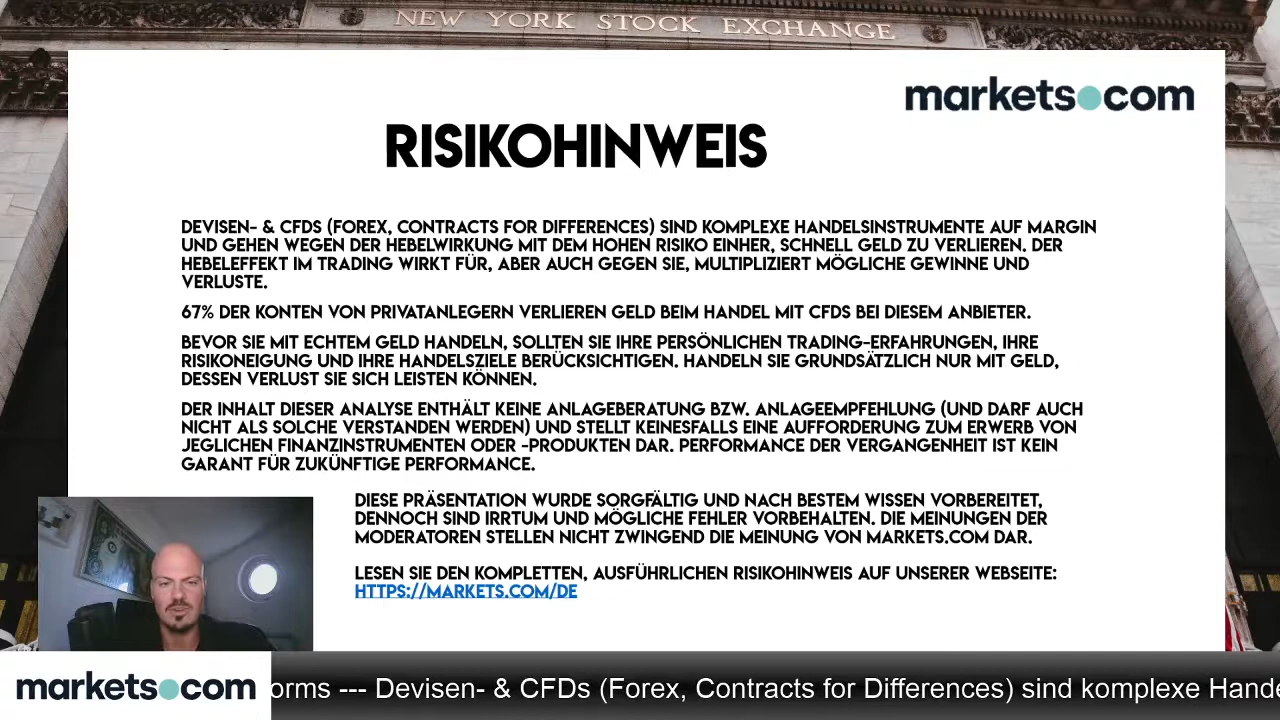 NEW YORK STOCK EXCHANGE
markets.com
RISIKOHINWEIS
DEVISEN- & CFDS (FOREX, CONTRACTS FOR DIFFERENCES) SIND KOMPLEXE HANDELSINSTRUMENTE AUF MARGIN
UND GEHEN WEGEN DER HEBELWIRKUNG MIT DEM HOHEN RISIKO EINHER, SCHNELL GELD ZU VERLIEREN. DER
HEBELEFFEKT IM TRADING WIRKT FÜR, ABER AUCH GEGEN SIE, MULTIPLIZIERT MÖGLICHE GEWINNE UND
VERLUSTE.
67% DER KONTEN VON PRIVATANLEGERN VERLIEREN GELD BEIM HANDEL MIT CFDS BEI DIESEM ANBIETER.
BEVOR SIE MIT ECHTEM GELD HANDELN, SOLLTEN SIE IHRE PERSÖNLICHEN TRADING-ERFAHRUNGEN, IHRE
RISIKONEIGUNG UND IHRE HANDELSZIELE BERÜCKSICHTIGEN. HANDELN SIE GRUNDSÄTZLICH NUR MIT GELD,
DESSEN VERLUST SIE SICH LEISTEN KÖNNEN.
DER INHALT DIESER ANALYSE ENTHÄLT KEINE ANLAGEBERATUNG BZW. ANLAGEEMPFEHLUNG (UND DARF AUCH
NICHT ALS SOLCHE VERSTANDEN WERDEN) UND STELLT KEINESFALLS EINE AUFFORDERUNG ZUM ERWERB VON
JEGLICHEN FINANZINSTRUMENTEN ODER -PRODUKTEN DAR. PERFORMANCE DER VERGANGENHEIT IST KEIN
GARANT FÜR ZUKÜNFTIGE PERFORMANCE.
DIESE PRÄSENTATION WURDE SORGFÄLTIG UND NACH BESTEM WISSEN VORBEREITET,
DENNOCH SIND IRRTUM UND MÖGLICHE FEHLER VORBEHALTEN. DIE MEINUNGEN DER
MODERATOREN STELLEN NICHT ZWINGEND DIE MEINUNG VON MARKETS.COM DAR.
LESEN SIE DEN KOMPLETTEN, AUSFÜHRLICHEN RISIKOHINWEIS AUF UNSERER WEBSEITE:
HTTPS://MARKETS.COM/DE
markets.com
orms --- Devisen- & CFDs (Forex, Contracts for Differences) sind komplexe Hande